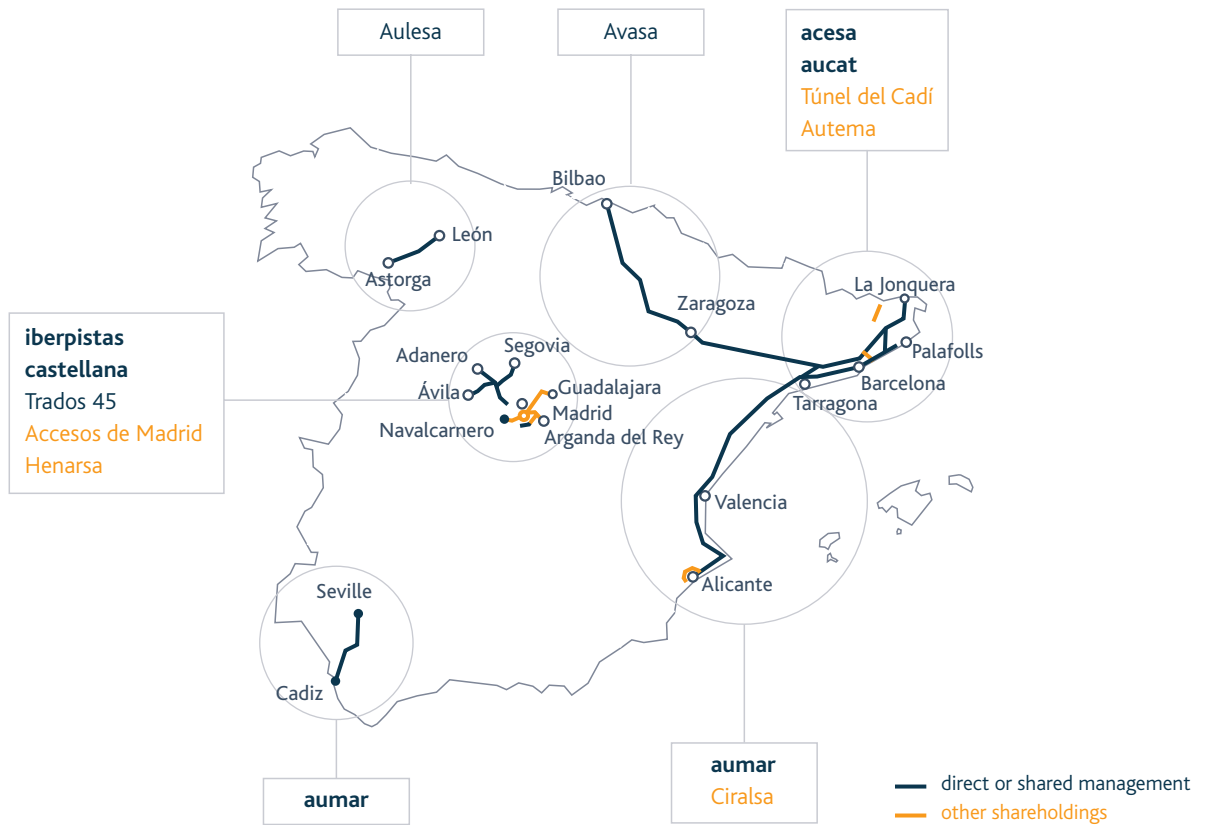 Aulesa
Avasa
acesa
aucat
Túnel del Cadí
Autema
Bilbao
León
Astorga
Zaragoza
La Jonquera
Palafolls
Barcelona
Tarragona
iberpistas
castellana
Trados 45
Accesos de Madrid
Henarsa
Adanero
Segovia
Ávila
Guadalajara
Madrid
Navalcarnero
Arganda del Rey
Valencia
Alicante
Seville
Cadiz
aumar
aumar
Ciralsa
direct or shared management
other shareholdings